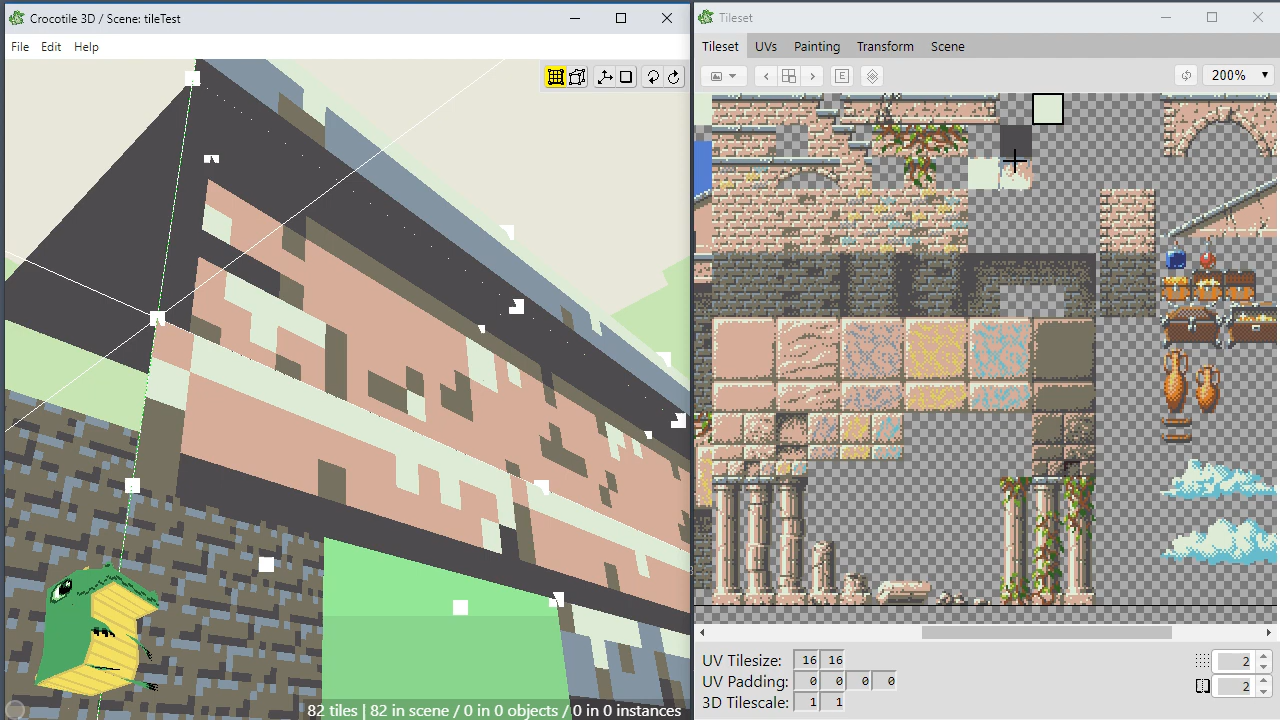 Crocotile 3D / Scene: tileTest
File Edit Help
82 tiles | 82 in scene / 0 in 0 objects / 0 in 0 instances
Tileset
Tileset UVs Painting Transform Scene
E
200%
UV Tilesize: 16 16
UV Padding: 0 0 0 0
3D Tilescale: 1 1
2
2